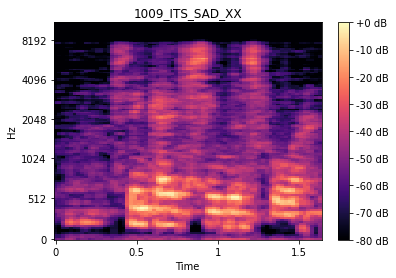 1009_ITS_SAD_XX
Hz
8192
4096
2048
1024
512
0
0
0.5
1
1.5
Time
+0 dB
-10 dB
-20 dB
-30 dB
-40 dB
-50 dB
-60 dB
-70 dB
-80 dB